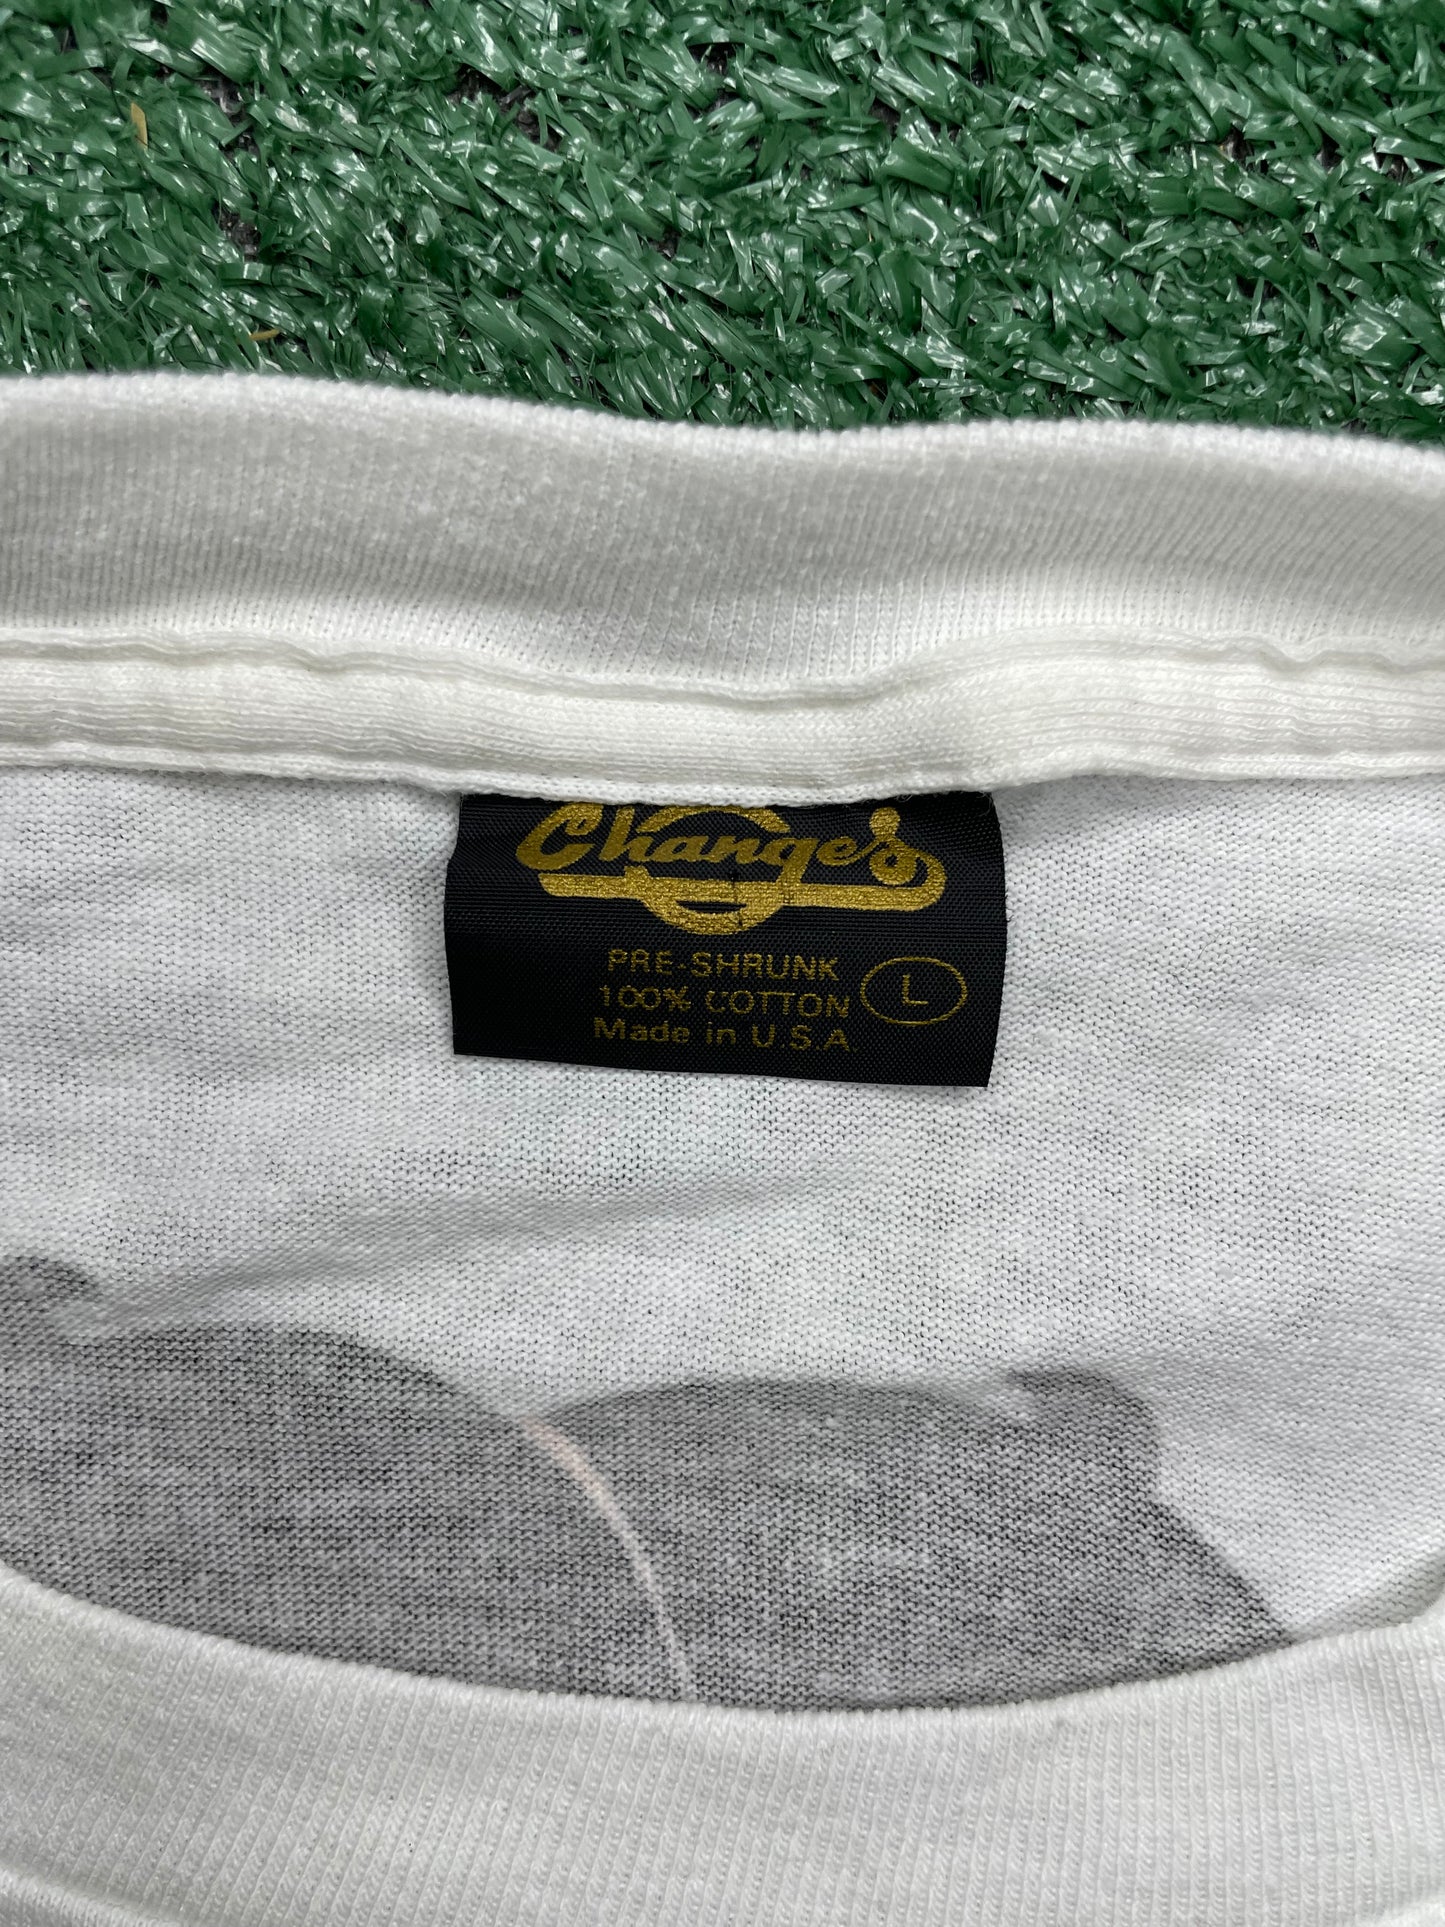 Changes
PRE-SHRUNK
100% COTTON
L
Made in U.S.A.